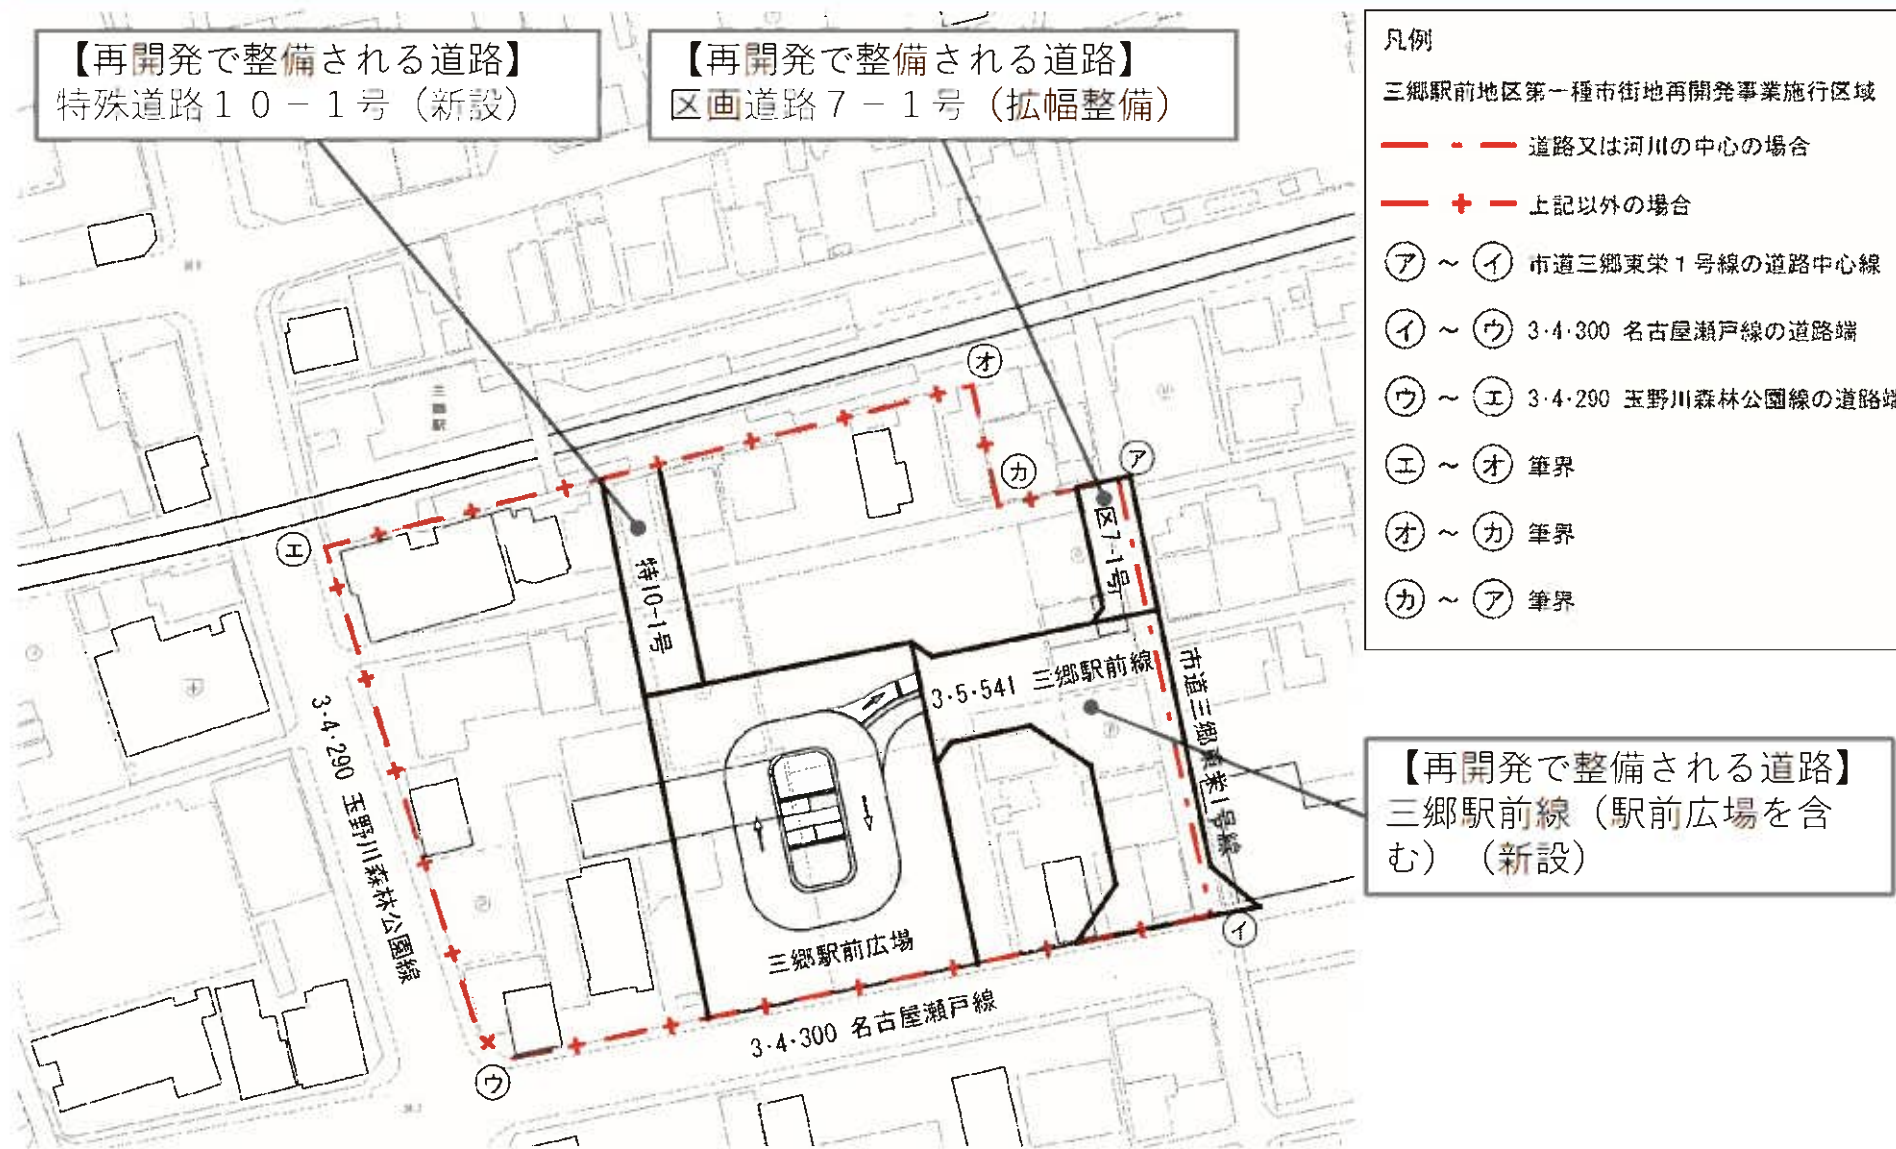 【再開発で整備される道路】
特殊道路10-1号（新設）
【再開発で整備される道路】
区画道路7-1号（拡幅整備）
凡例
三郷駅前地区第一種市街地再開発事業施行区域
道路又は河川の中心の場合
上記以外の場合
ア ～ イ 市道三郷東栄1号線の道路中心線
イ ～ ウ 3·4·300 名古屋瀬戸線の道路端
ウ ～ エ 3·4·290 玉野川森林公園線の道路端
エ ～ オ 筆界
オ ～ カ 筆界
カ ～ ア 筆界
三郷駅
オ
カ
ア
エ
区7-1号
特10-1号
3·5·541 三郷駅前線
市道三郷東栄1号線
3·4·290 玉野川森林公園線
【再開発で整備される道路】
三郷駅前線（駅前広場を含
む）（新設）
三郷駅前広場
イ
3·4·300 名古屋瀬戸線
ウ